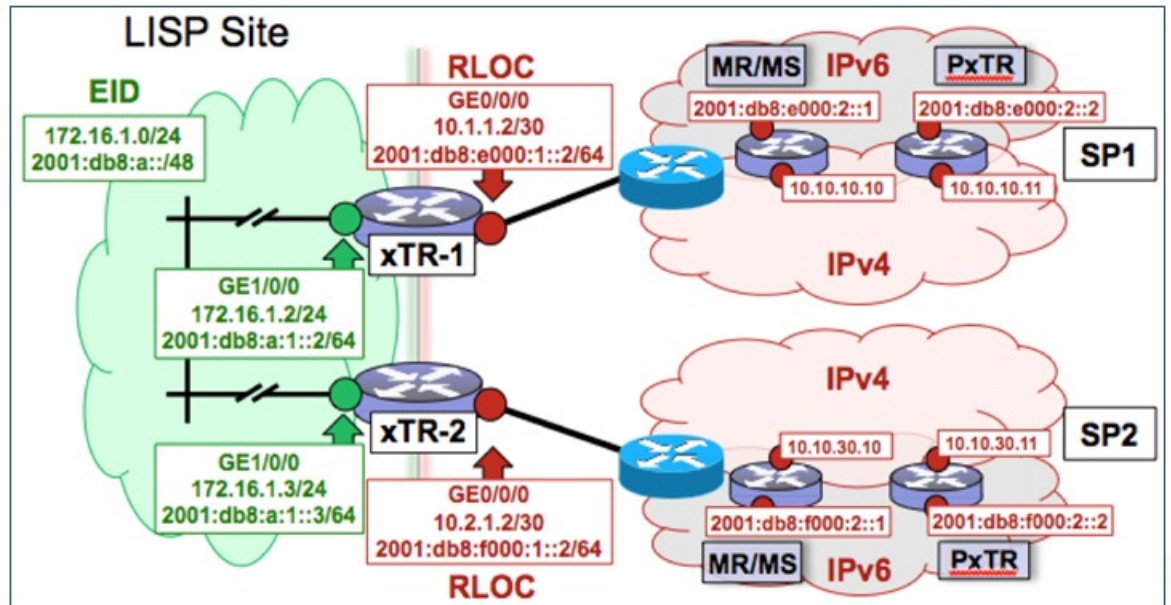 LISP Site
EID
172.16.1.0/24
2001:db8:a::/48
RLOC
GE0/0/0
10.1.1.2/30
2001:db8:e000:1::2/64
MR/MS
IPv6
PxTR
2001:db8:e000:2::1
2001:db8:e000:2::2
SP1
10.10.10.10
10.10.10.11
IPv4
xTR-1
GE1/0/0
172.16.1.2/24
2001:db8:a:1::2/64
xTR-2
GE1/0/0
172.16.1.3/24
2001:db8:a:1::3/64
GE0/0/0
10.2.1.2/30
2001:db8:f000:1::2/64
RLOC
IPv4
SP2
10.10.30.10
10.10.30.11
2001:db8:f000:2::1
2001:db8:f000:2::2
MR/MS
IPv6
PxTR